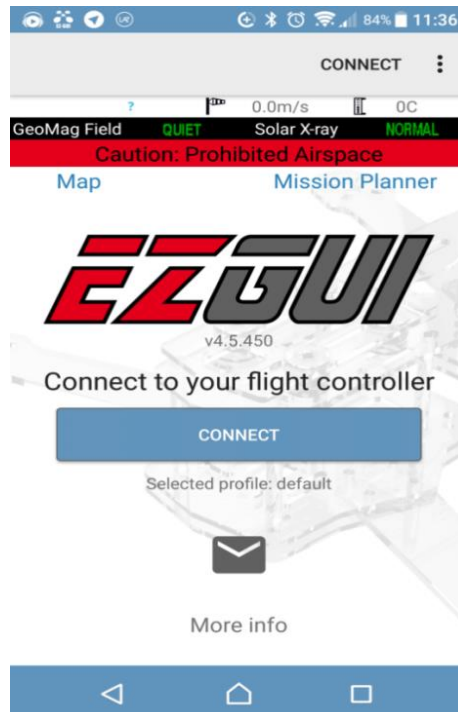 84% 11:36
CONNECT
? 0.0m/s 0C
GeoMag Field QUIET Solar X-ray NORMAL
Caution: Prohibited Airspace
Map Mission Planner
EZGUI
v4.5.450
Connect to your flight controller
CONNECT
Selected profile: default
More info